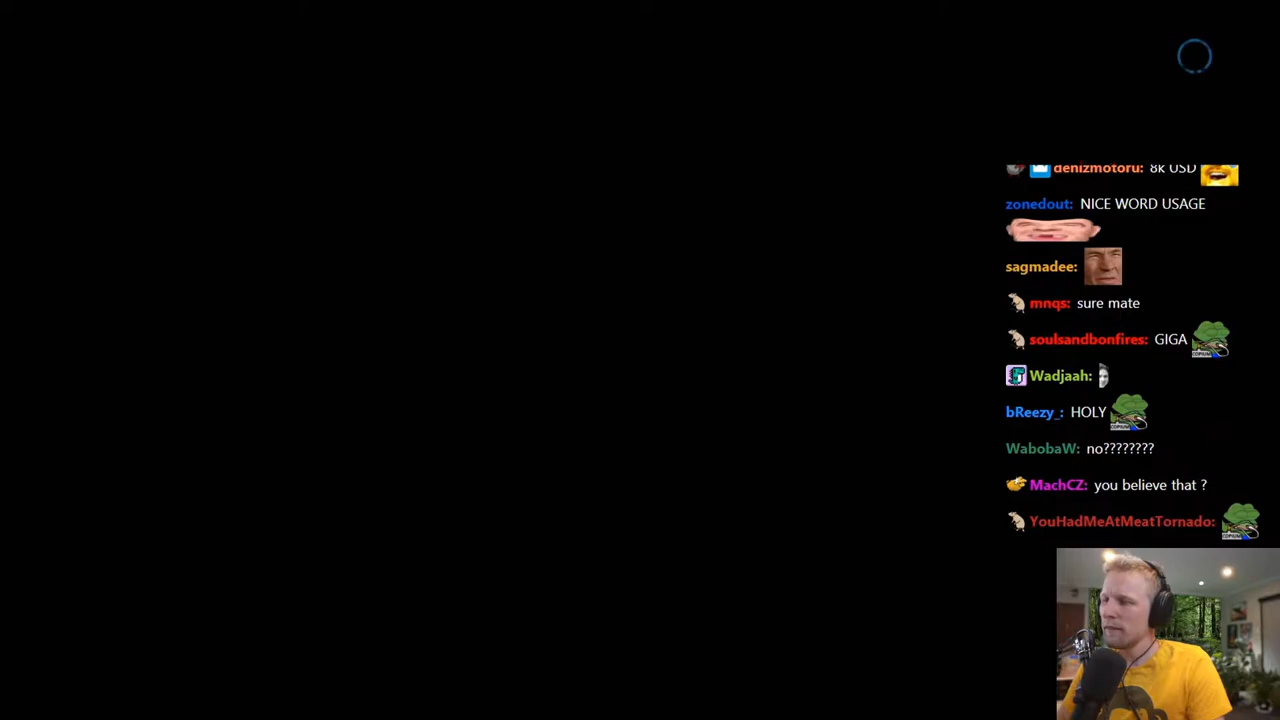 denizmotoru: 8k USD
zonedout: NICE WORD USAGE
sagmadee:
mnqs: sure mate
soulsandbonfires: GIGA
Wadjaah:
bReezy_: HOLY
WabobaW: no????????
MachCZ: you believe that ?
YouHadMeAtMeatTornado: